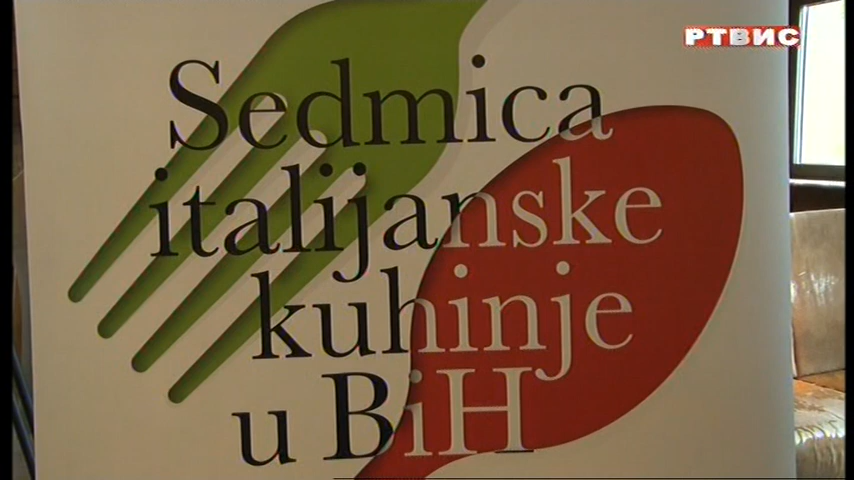 РТВИС
Sedmica
italijanske
kuhinje
u BiH